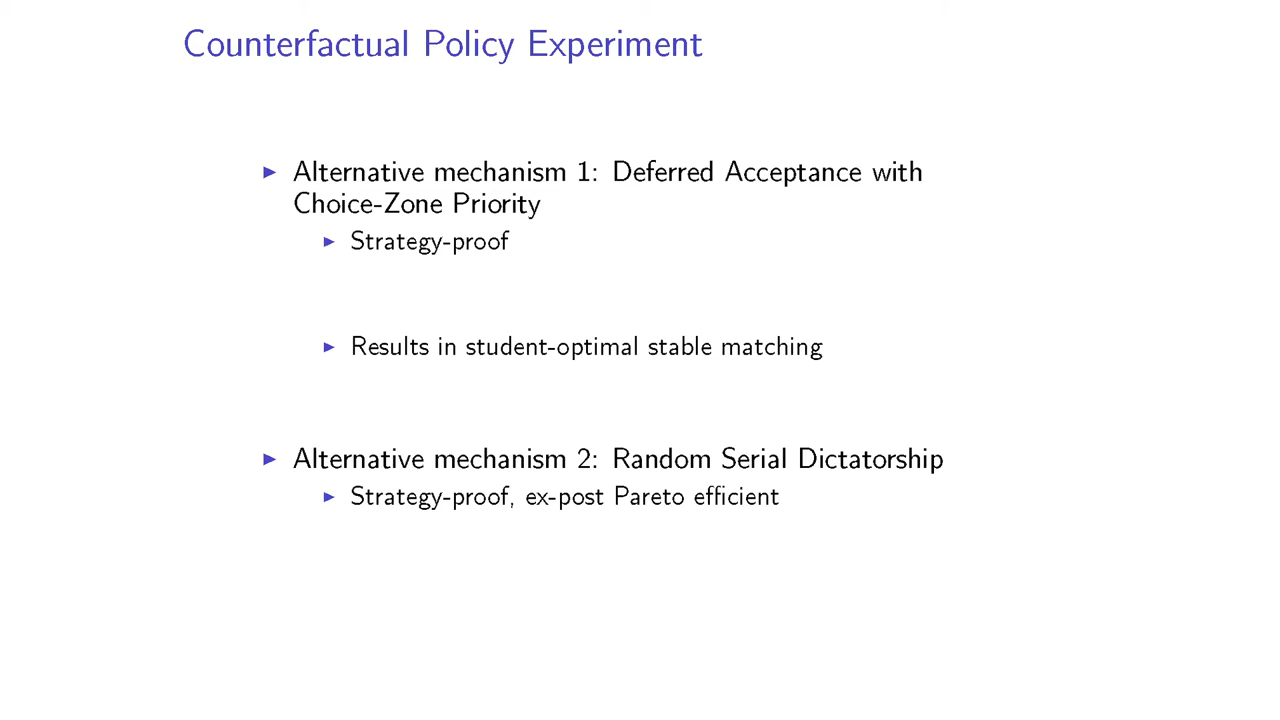 Counterfactual Policy Experiment
Alternative mechanism 1: Deferred Acceptance with
Choice-Zone Priority
Strategy-proof
Results in student-optimal stable matching
Alternative mechanism 2: Random Serial Dictatorship
Strategy-proof, ex-post Pareto efficient